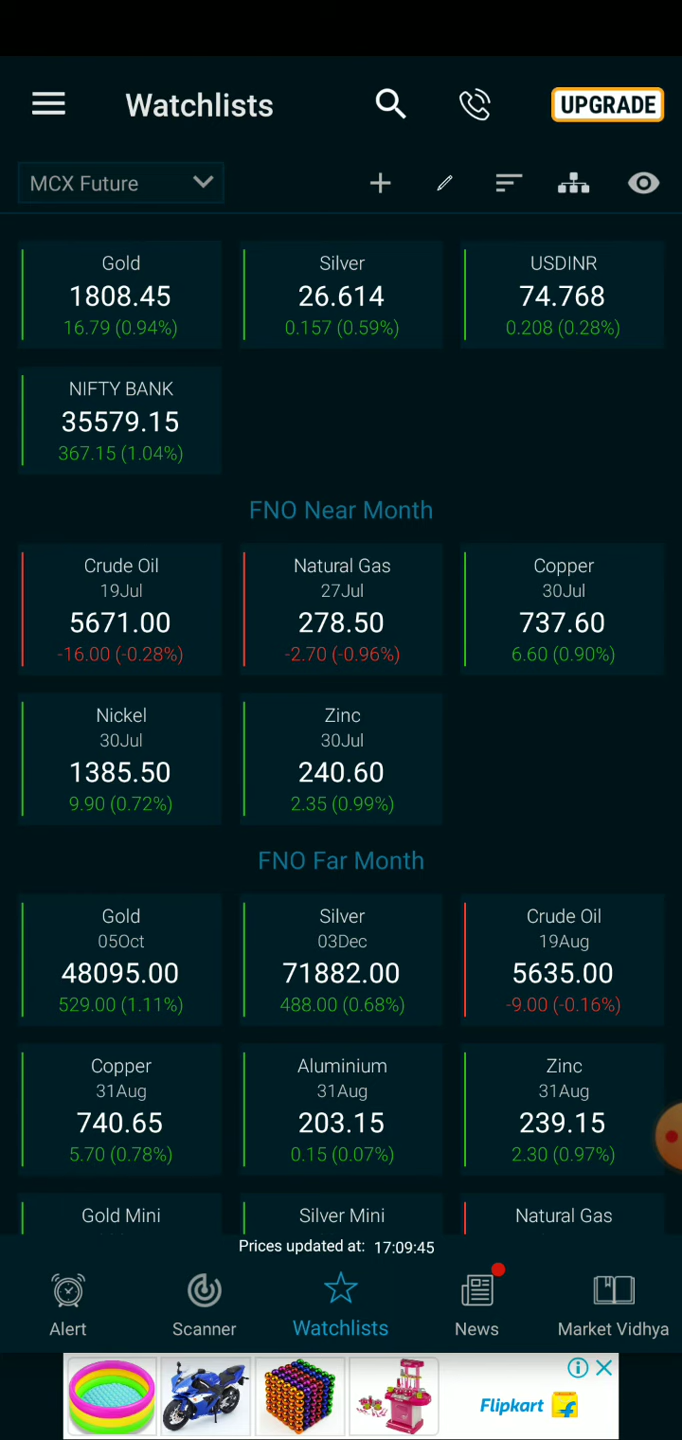 Watchlists
UPGRADE
MCX Future
Gold Silver USDINR
1808.45 26.614 74.768
16.79 (0.94%) 0.157 (0.59%) 0.208 (0.28%)
NIFTY BANK
35579.15
367.15 (1.04%)
FNO Near Month
Crude Oil Natural Gas Copper
19Jul 27Jul 30Jul
5671.00 278.50 737.60
-16.00 (-0.28%) -2.70 (-0.96%) 6.60 (0.90%)
Nickel Zinc
30Jul 30Jul
1385.50 240.60
9.90 (0.72%) 2.35 (0.99%)
FNO Far Month
Gold Silver Crude Oil
05Oct 03Dec 19Aug
48095.00 71882.00 5635.00
529.00 (1.11%) 488.00 (0.68%) -9.00 (-0.16%)
Copper Aluminium Zinc
31Aug 31Aug 31Aug
740.65 203.15 239.15
5.70 (0.78%) 0.15 (0.07%) 2.30 (0.97%)
Gold Mini Silver Mini Natural Gas
Prices updated at: 17:09:45
Alert Scanner Watchlists News Market Vidhya
Flipkart